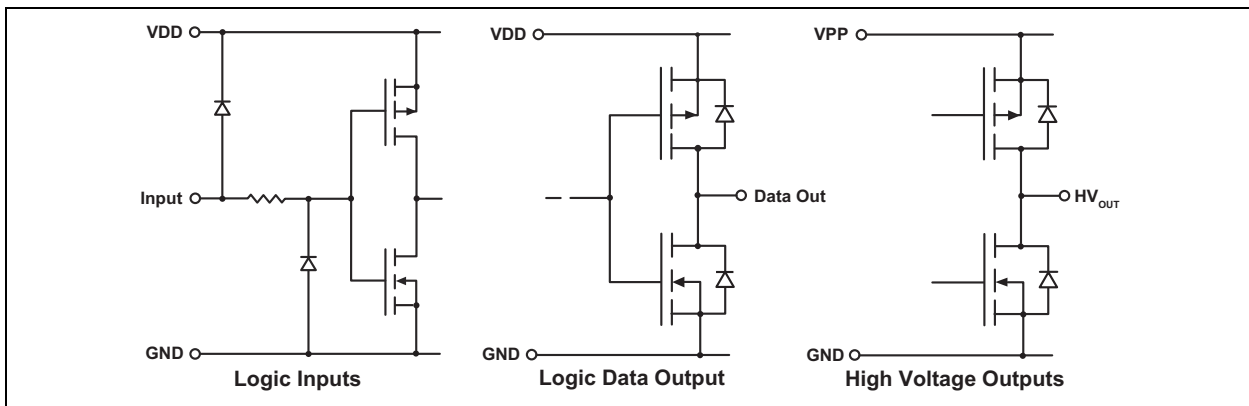 VDD
Input
GND
Logic Inputs
VDD
Data Out
GND
Logic Data Output
VPP
HVOUT
GND
High Voltage Outputs